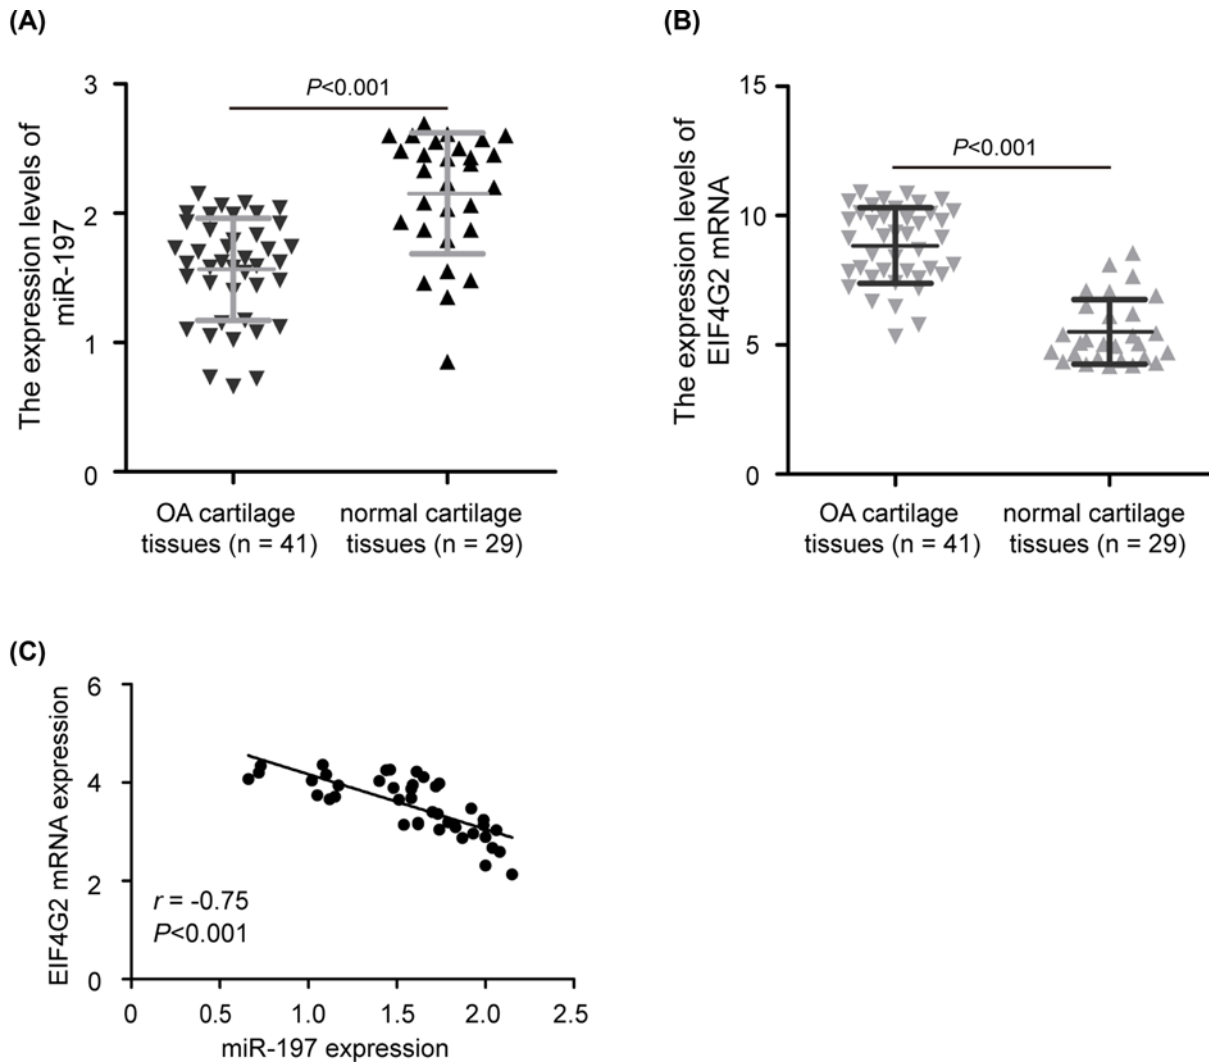 (A)
The expression levels of
miR-197
3
2
1
0
P<0.001
OA cartilage
tissues (n = 41)
normal cartilage
tissues (n = 29)
(B)
The expression levels of
EIF4G2 mRNA
15
10
5
0
P<0.001
OA cartilage
tissues (n = 41)
normal cartilage
tissues (n = 29)
(C)
EIF4G2 mRNA expression
6
4
2
0
r = -0.75
P<0.001
0 0.5 1.0 1.5 2.0 2.5
miR-197 expression